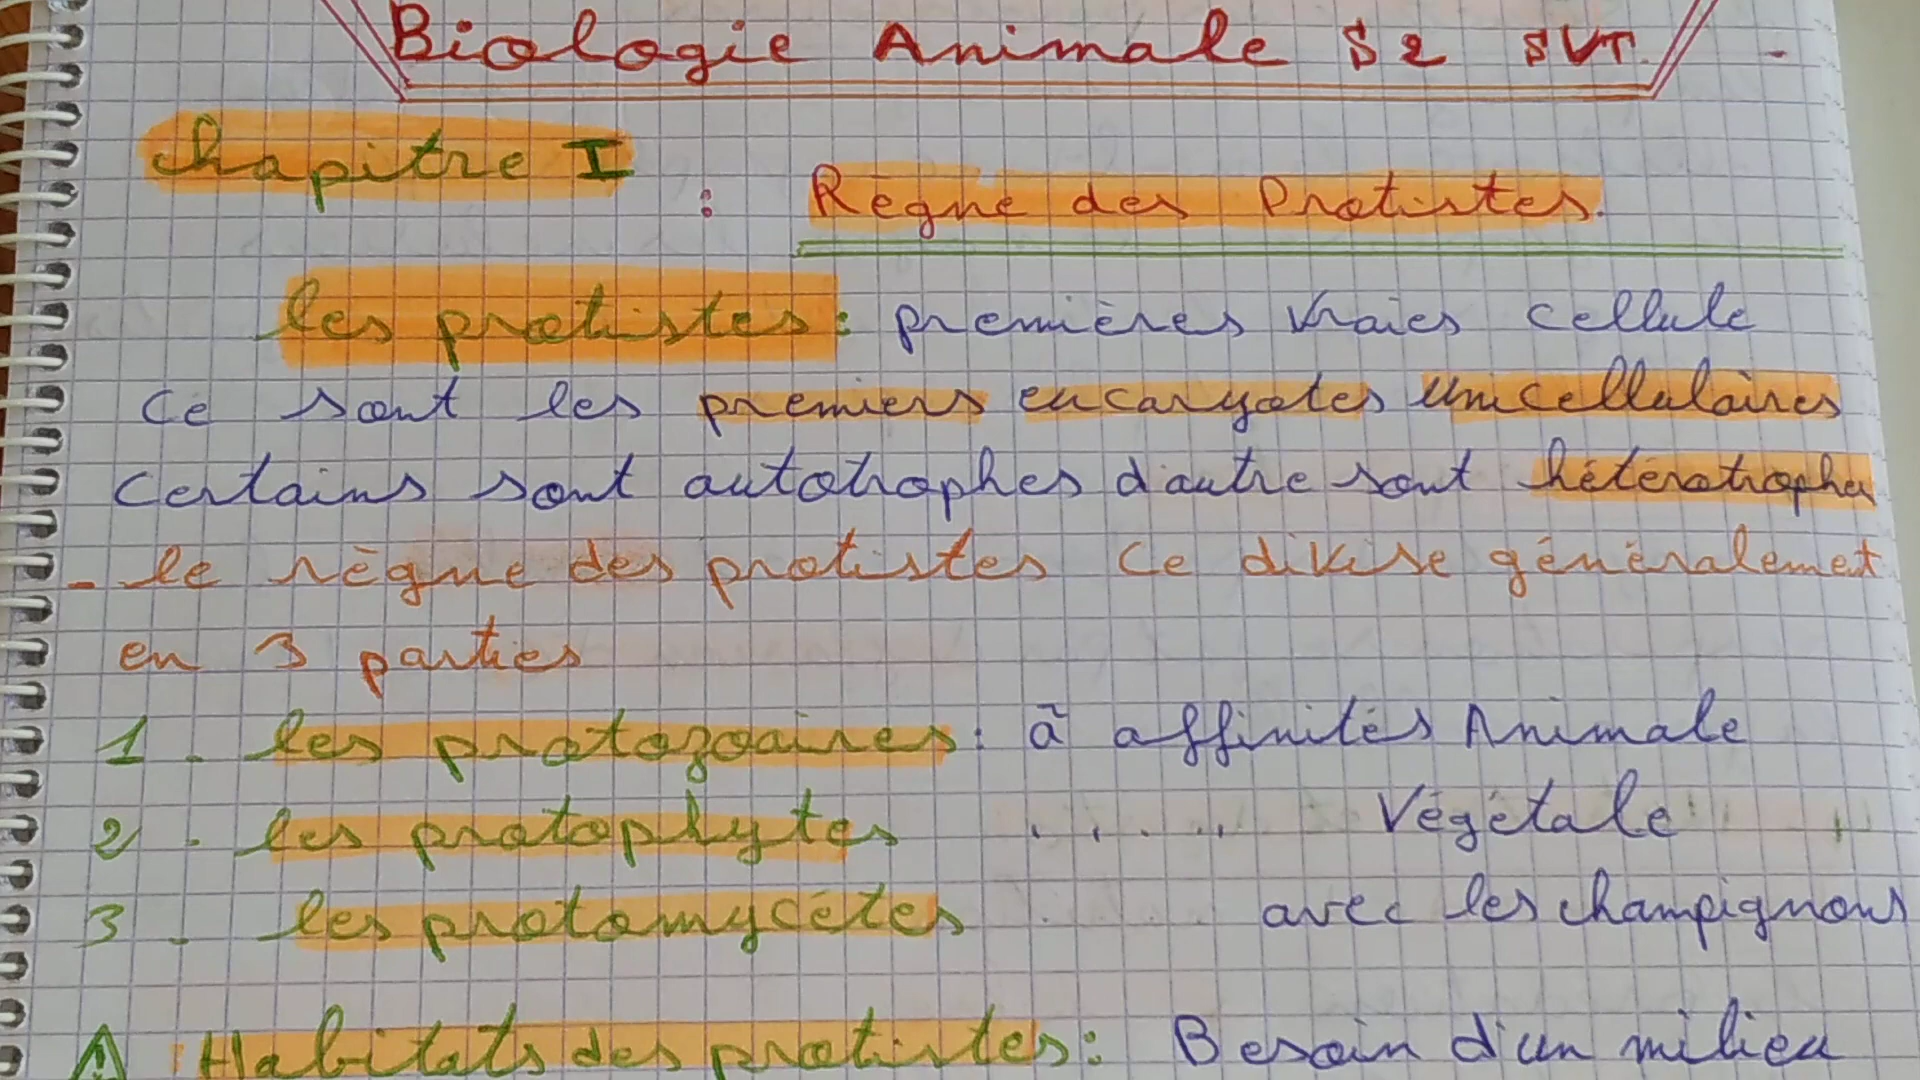 Biologie Animale S2 SVT.
Chapitre I : Règne des Protistes.
les protistes : premières vraies cellule
Ce sont les premiers eucaryotes unicellulaires
Certains sont autotrophes d'autre sont hétérotrophes
- le règne des protistes ce divise généralement
en 3 parties
1 - les protozoaires : à affinités Animale
2 - les protophytes ..... Végétale
3 - les protomycètes ..... avec les champignons
Habitats des protistes : Besoin d'un milieu